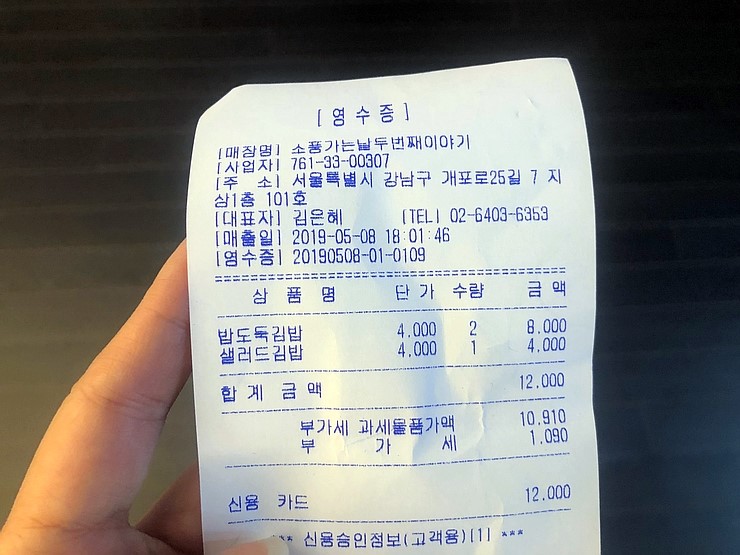 [영 수 증]
[매장명] 소풍가는날두번째이야기
[사업자] 761-33-00307
[주 소] 서울특별시 강남구 개포로25길 7 지
상1층 101호
[대표자] 김은혜 [TEL] 02-6403-6353
[매출일] 2019-05-08 18:01:46
[영수증] 20190508-01-0109
상 품 명 단 가 수량 금 액
밥도둑김밥 4.000 2 8.000
샐러드김밥 4.000 1 4.000
합 계 금 액 12.000
부가세 과세물품가액 10.910
부 가 세 1.090
신용 카드 12.000
*** 신용승인정보(고객용)[1] ***